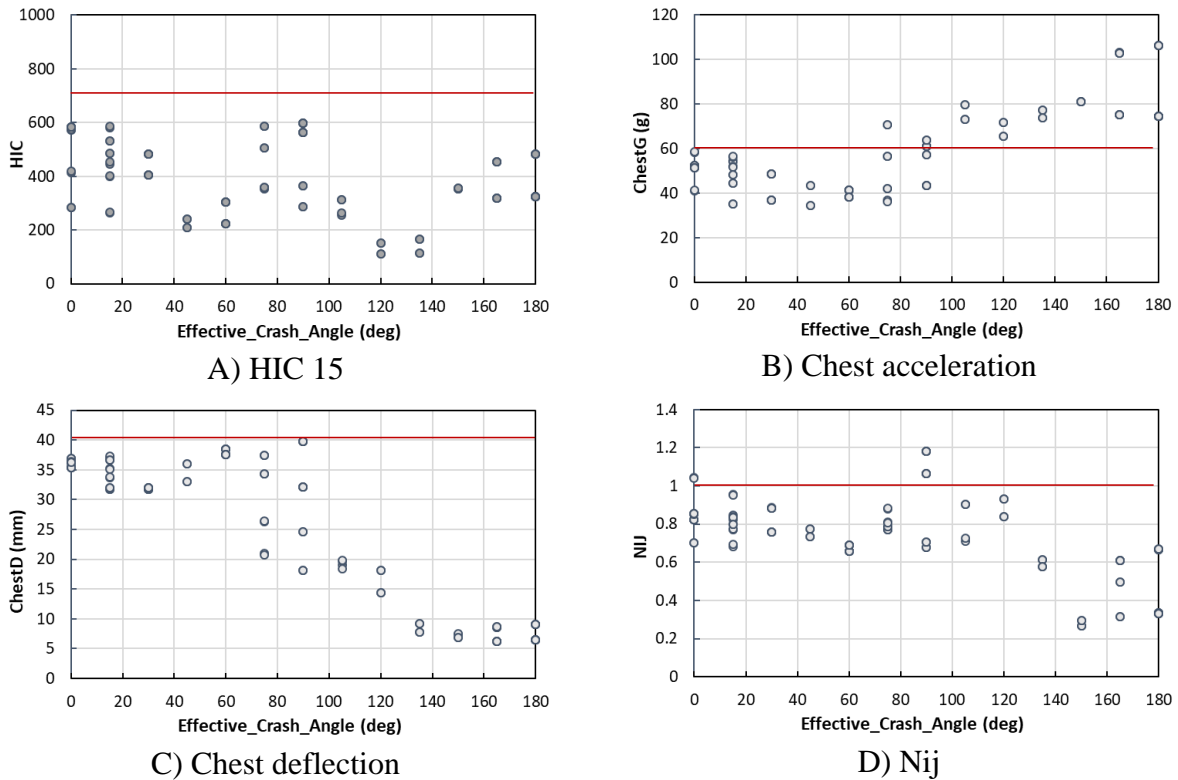 1000
800
600
400
200
0
HIC
0 20 40 60 80 100 120 140 160 180
Effective_Crash_Angle (deg)
A) HIC 15
120
100
80
60
40
20
0
ChestG (g)
0 20 40 60 80 100 120 140 160 180
Effective_Crash_Angle (deg)
B) Chest acceleration
45
40
35
30
25
20
15
10
5
0
ChestD (mm)
0 20 40 60 80 100 120 140 160 180
Effective_Crash_Angle (deg)
C) Chest deflection
1.4
1.2
1
0.8
0.6
0.4
0.2
0
NIJ
0 20 40 60 80 100 120 140 160 180
Effective_Crash_Angle (deg)
D) Nij